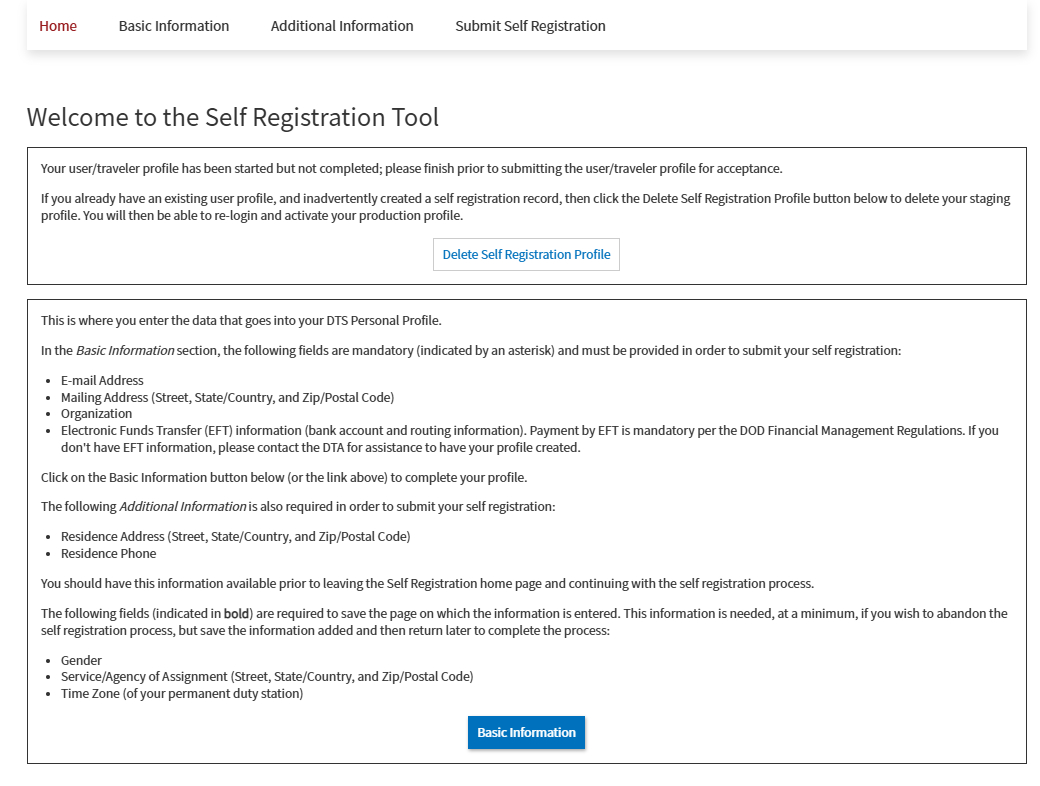 Home Basic Information Additional Information Submit Self Registration
Welcome to the Self Registration Tool
Your user/traveler profile has been started but not completed; please finish prior to submitting the user/traveler profile for acceptance.
If you already have an existing user profile, and inadvertently created a self registration record, then click the Delete Self Registration Profile button below to delete your staging
profile. You will then be able to re-login and activate your production profile.
Delete Self Registration Profile
This is where you enter the data that goes into your DTS Personal Profile.
In the Basic Information section, the following fields are mandatory (indicated by an asterisk) and must be provided in order to submit your self registration:
• E-mail Address
• Mailing Address (Street, State/Country, and Zip/Postal Code)
• Organization
• Electronic Funds Transfer (EFT) information (bank account and routing information). Payment by EFT is mandatory per the DOD Financial Management Regulations. If you
don't have EFT information, please contact the DTA for assistance to have your profile created.
Click on the Basic Information button below (or the link above) to complete your profile.
The following Additional Information is also required in order to submit your self registration:
• Residence Address (Street, State/Country, and Zip/Postal Code)
• Residence Phone
You should have this information available prior to leaving the Self Registration home page and continuing with the self registration process.
The following fields (indicated in bold) are required to save the page on which the information is entered. This information is needed, at a minimum, if you wish to abandon the
self registration process, but save the information added and then return later to complete the process:
• Gender
• Service/Agency of Assignment (Street, State/Country, and Zip/Postal Code)
• Time Zone (of your permanent duty station)
Basic Information